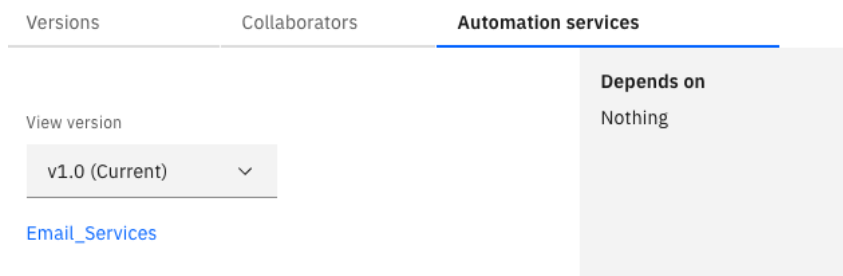 Versions
Collaborators
Automation services
Depends on
Nothing
View version
v1.0 (Current)
Email_Services